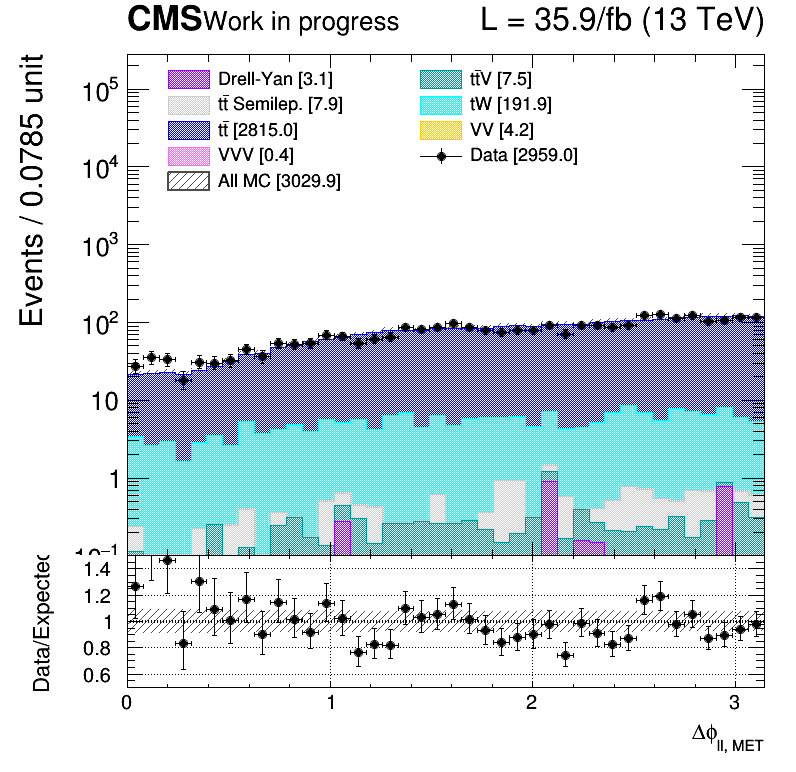 CMS Work in progress L = 35.9/fb (13 TeV)
Events / 0.0785 unit
10⁵
10⁴
10³
10²
10
1
10⁻¹
Drell-Yan [3.1]
tt̄ Semilep. [7.9]
tt̄ [2815.0]
VVV [0.4]
All MC [3029.9]
tt̄V [7.5]
tW [191.9]
VV [4.2]
Data [2959.0]
Data/Expected
1.4
1.2
1
0.8
0.6
0 1 2 3
Δϕll, MET